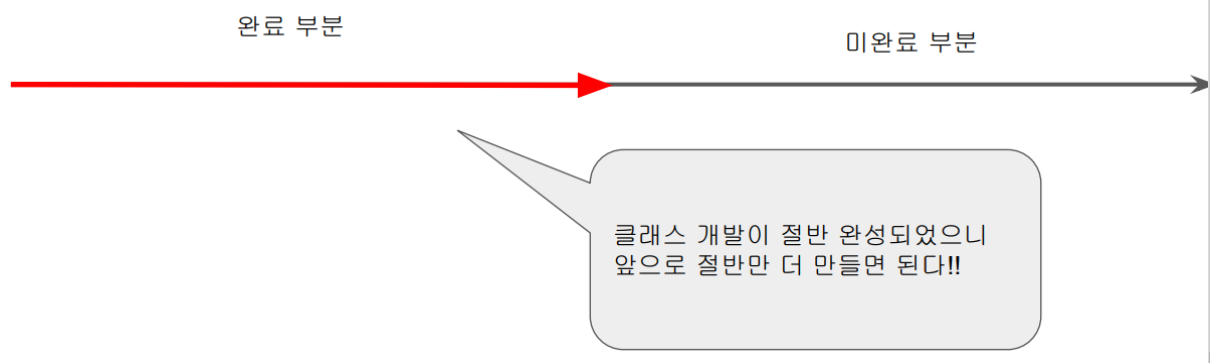 완료 부분
미완료 부분
클래스 개발이 절반 완성되었으니
앞으로 절반만 더 만들면 된다!!